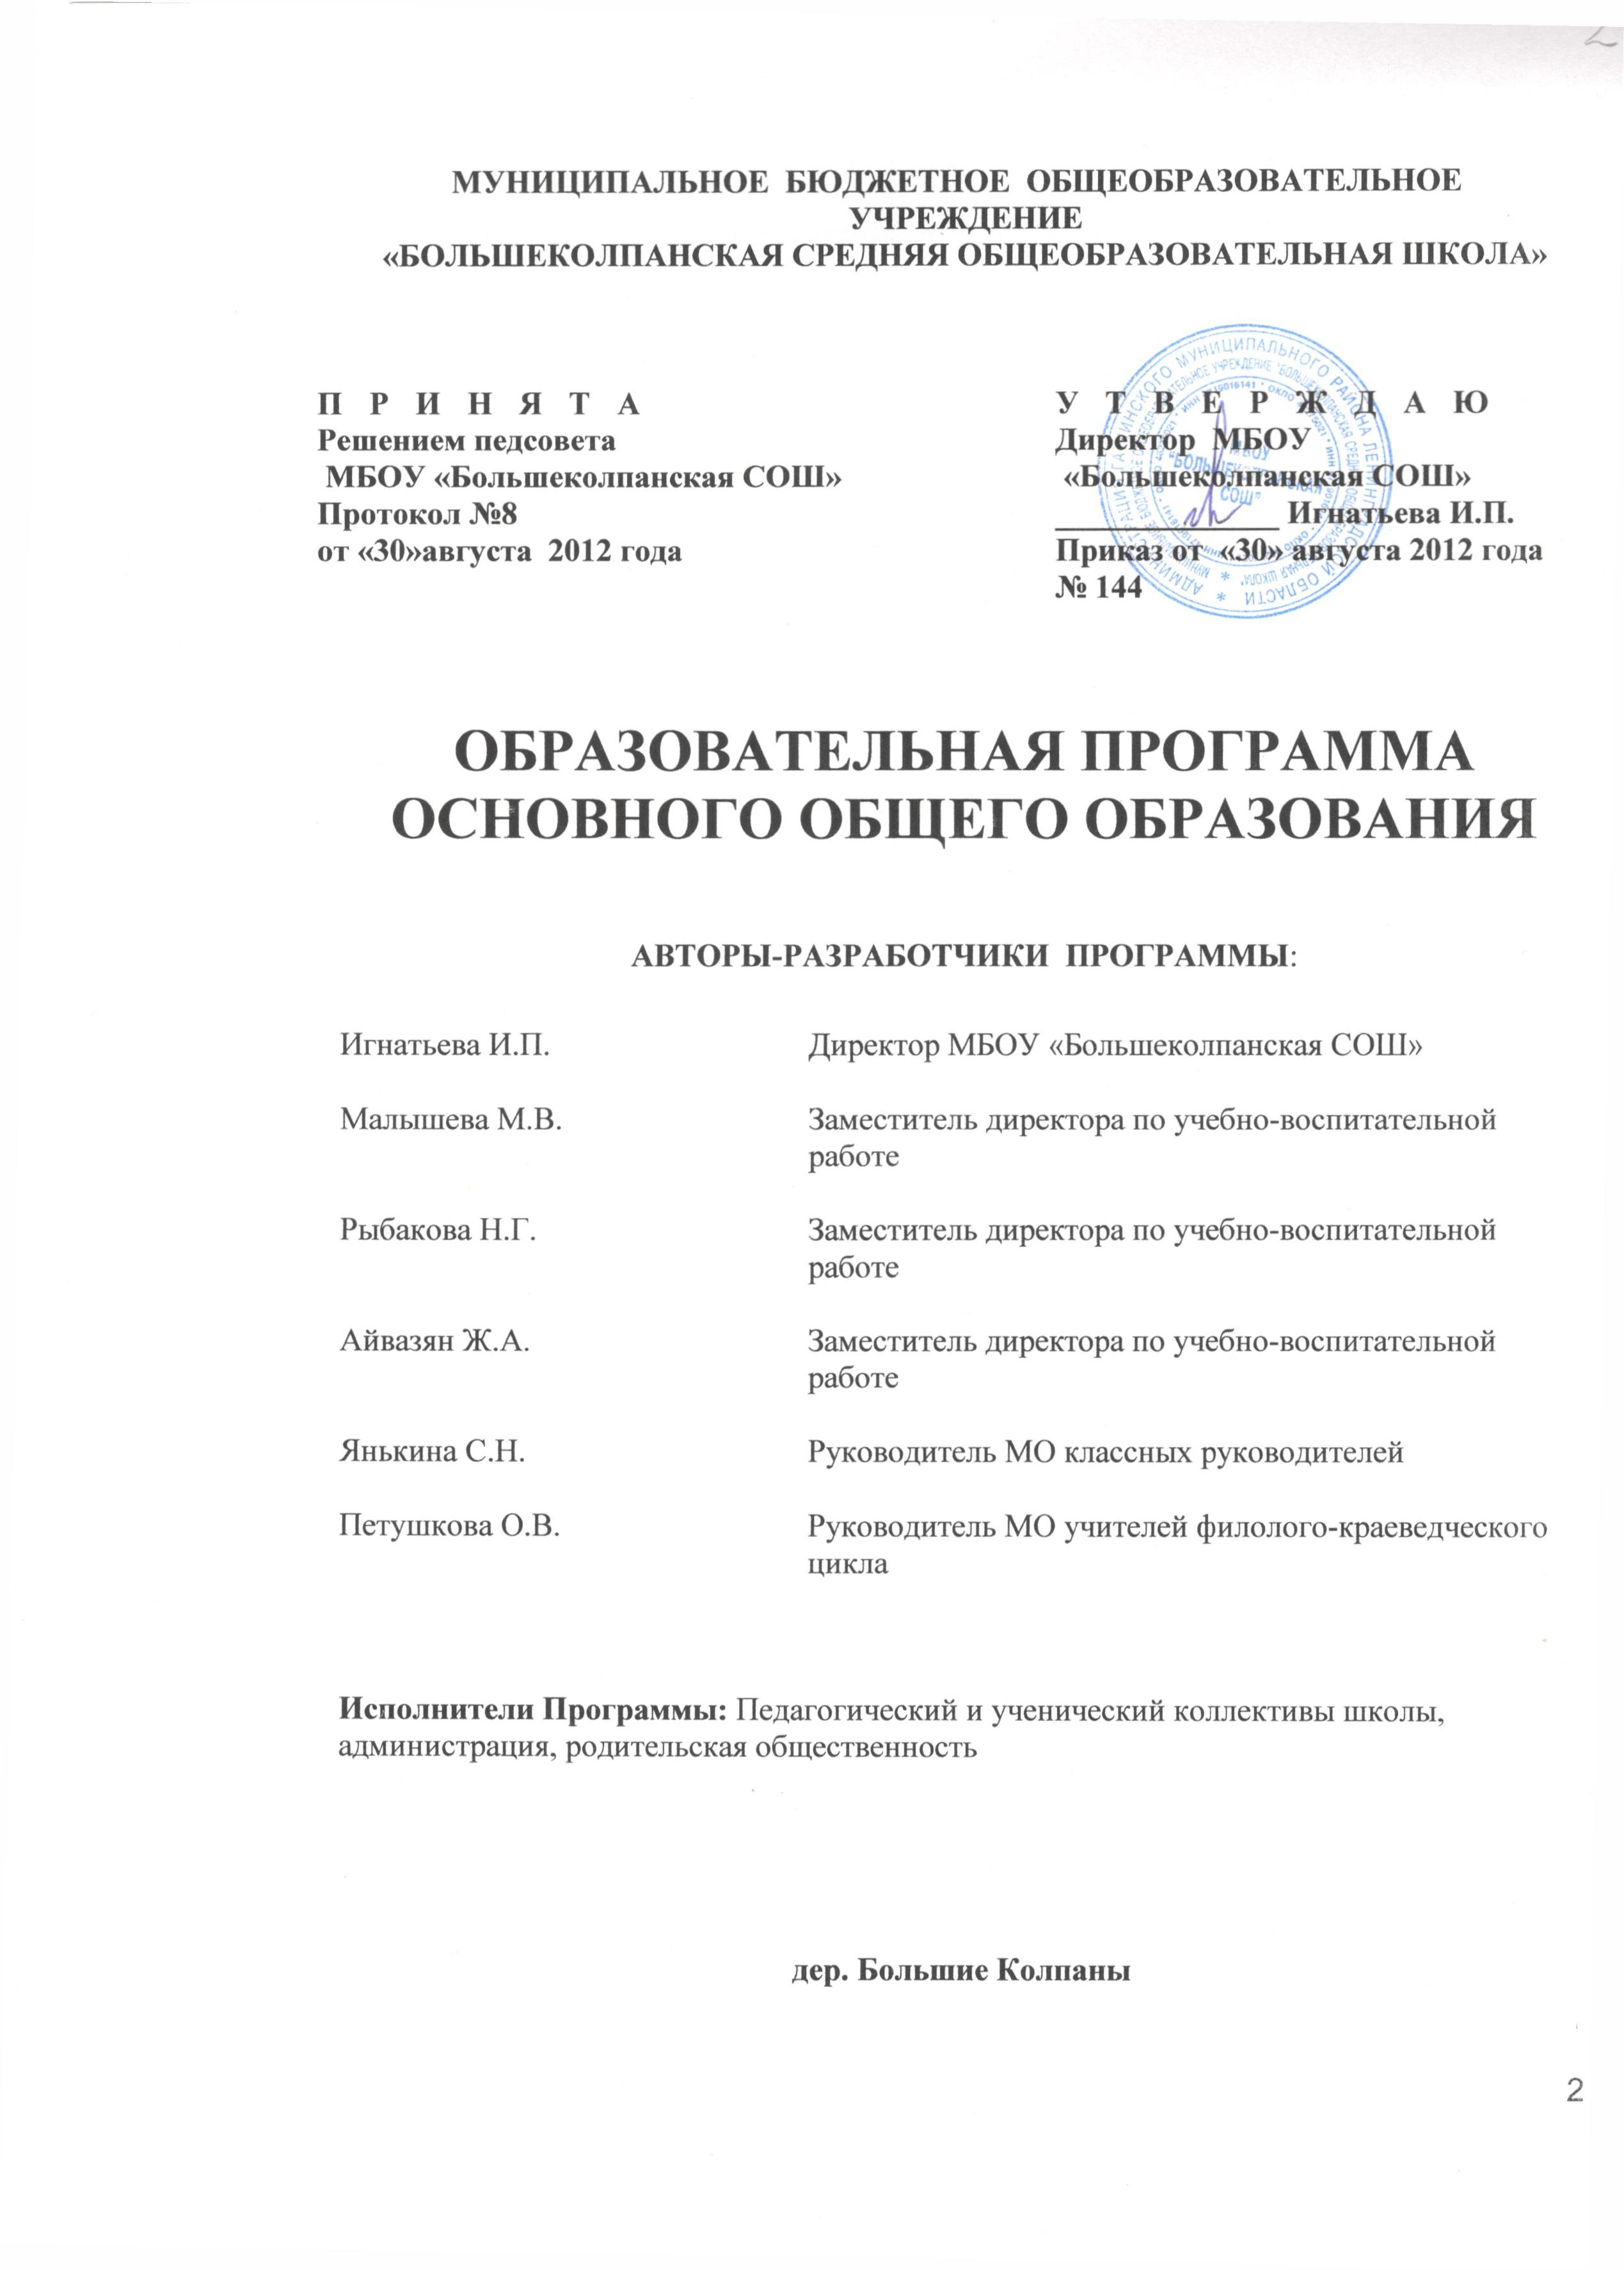 2
МУНИЦИПАЛЬНОЕ БЮДЖЕТНОЕ ОБЩЕОБРАЗОВАТЕЛЬНОЕ
УЧРЕЖДЕНИЕ
«БОЛЬШЕКОЛПАНСКАЯ СРЕДНЯЯ ОБЩЕОБРАЗОВАТЕЛЬНАЯ ШКОЛА»
П Р И Н Я Т А
Решением педсовета
МБОУ «Большеколпанская СОШ»
Протокол №8
от «30»августа 2012 года
У Т В Е Р Ж Д А Ю
Директор МБОУ
«Большеколпанская СОШ»
______________ Игнатьева И.П.
Приказ от «30» августа 2012 года
№ 144
ОБРАЗОВАТЕЛЬНАЯ ПРОГРАММА
ОСНОВНОГО ОБЩЕГО ОБРАЗОВАНИЯ
АВТОРЫ-РАЗРАБОТЧИКИ ПРОГРАММЫ:
Игнатьева И.П. Директор МБОУ «Большеколпанская СОШ»
Малышева М.В. Заместитель директора по учебно-воспитательной
работе
Рыбакова Н.Г. Заместитель директора по учебно-воспитательной
работе
Айвазян Ж.А. Заместитель директора по учебно-воспитательной
работе
Янькина С.Н. Руководитель МО классных руководителей
Петушкова О.В. Руководитель МО учителей филолого-краеведческого
цикла
Исполнители Программы: Педагогический и ученический коллективы школы,
администрация, родительская общественность
дер. Большие Колпаны
2